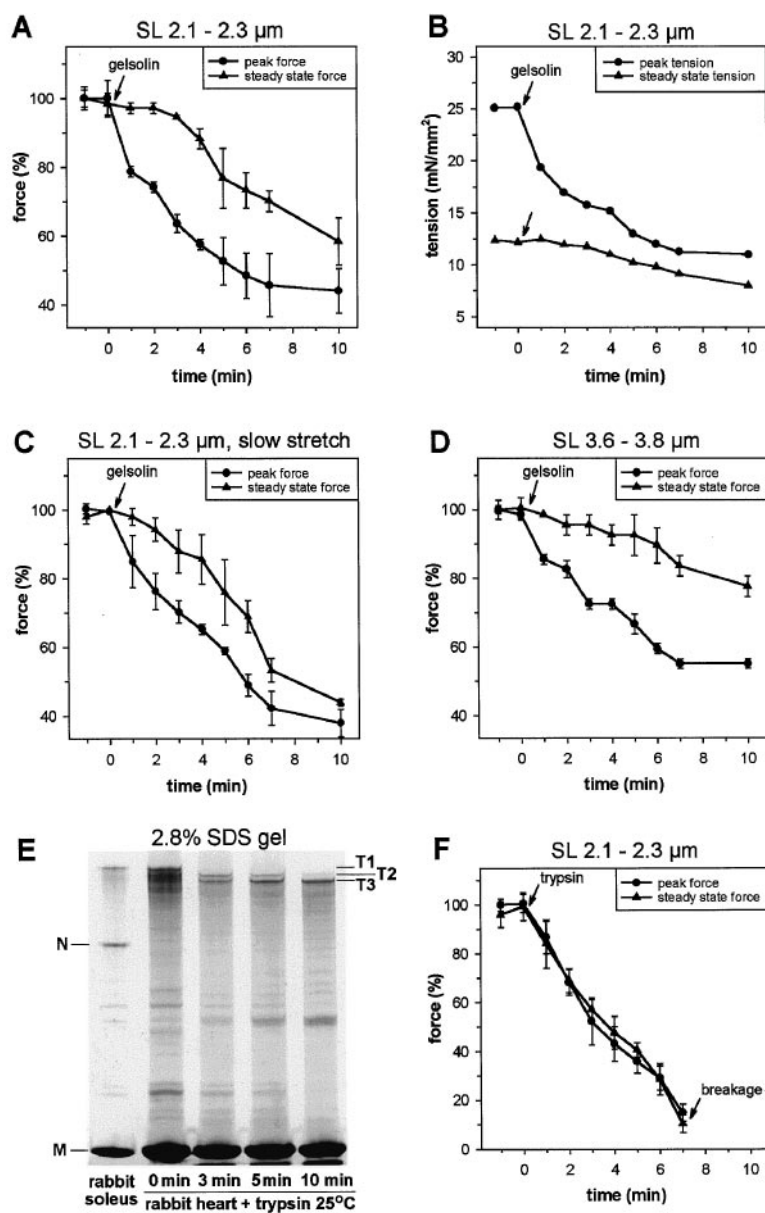 A
SL 2.1 - 2.3 μm
gelsolin
peak force
steady state force
100
80
60
40
force (%)
0 2 4 6 8 10
time (min)
B
SL 2.1 - 2.3 μm
30
25
20
15
10
5
gelsolin
peak tension
steady state tension
tension (mN/mm²)
0 2 4 6 8 10
time (min)
C
SL 2.1 - 2.3 μm, slow stretch
gelsolin
peak force
steady state force
100
80
60
40
force (%)
0 2 4 6 8 10
time (min)
D
SL 3.6 - 3.8 μm
gelsolin
peak force
steady state force
100
80
60
40
force (%)
0 2 4 6 8 10
time (min)
E
2.8% SDS gel
T1
T2
T3
N
M
rabbit
soleus
0 min 3 min 5 min 10 min
rabbit heart + trypsin 25°C
F
SL 2.1 - 2.3 μm
trypsin
peak force
steady state force
100
80
60
40
20
0
force (%)
breakage
0 2 4 6 8 10
time (min)